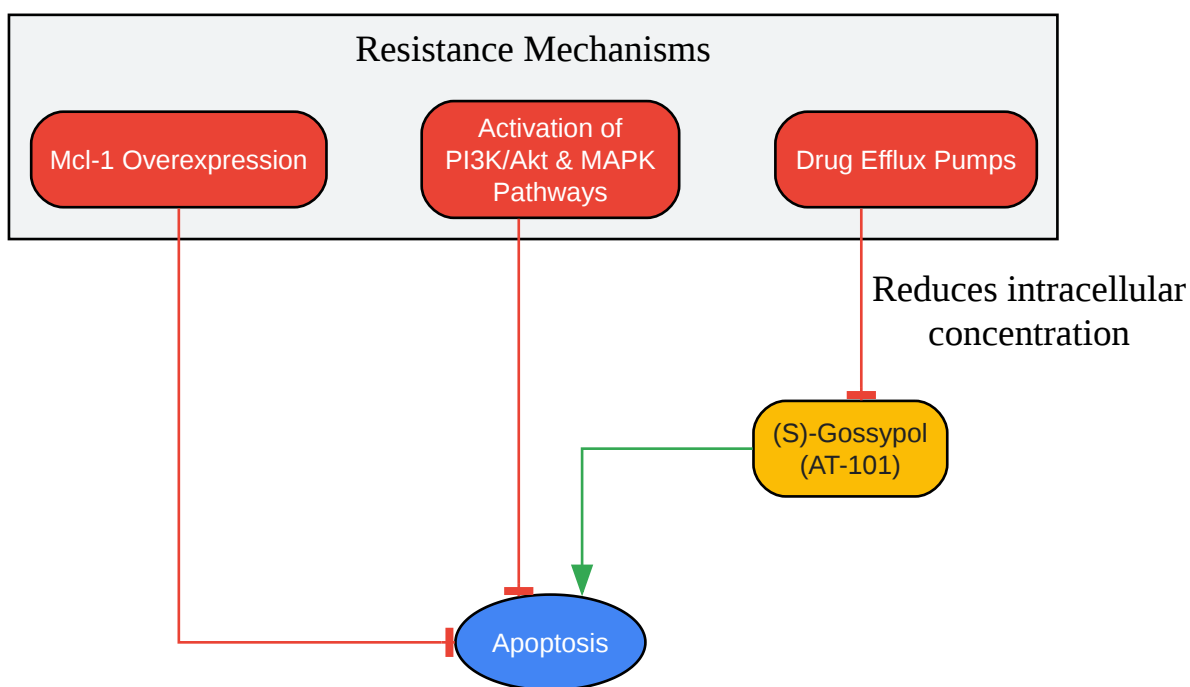 Resistance Mechanisms
Mcl-1 Overexpression
Activation of
PI3K/Akt & MAPK
Pathways
Drug Efflux Pumps
Reduces intracellular
concentration
(S)-Gossypol
(AT-101)
Apoptosis